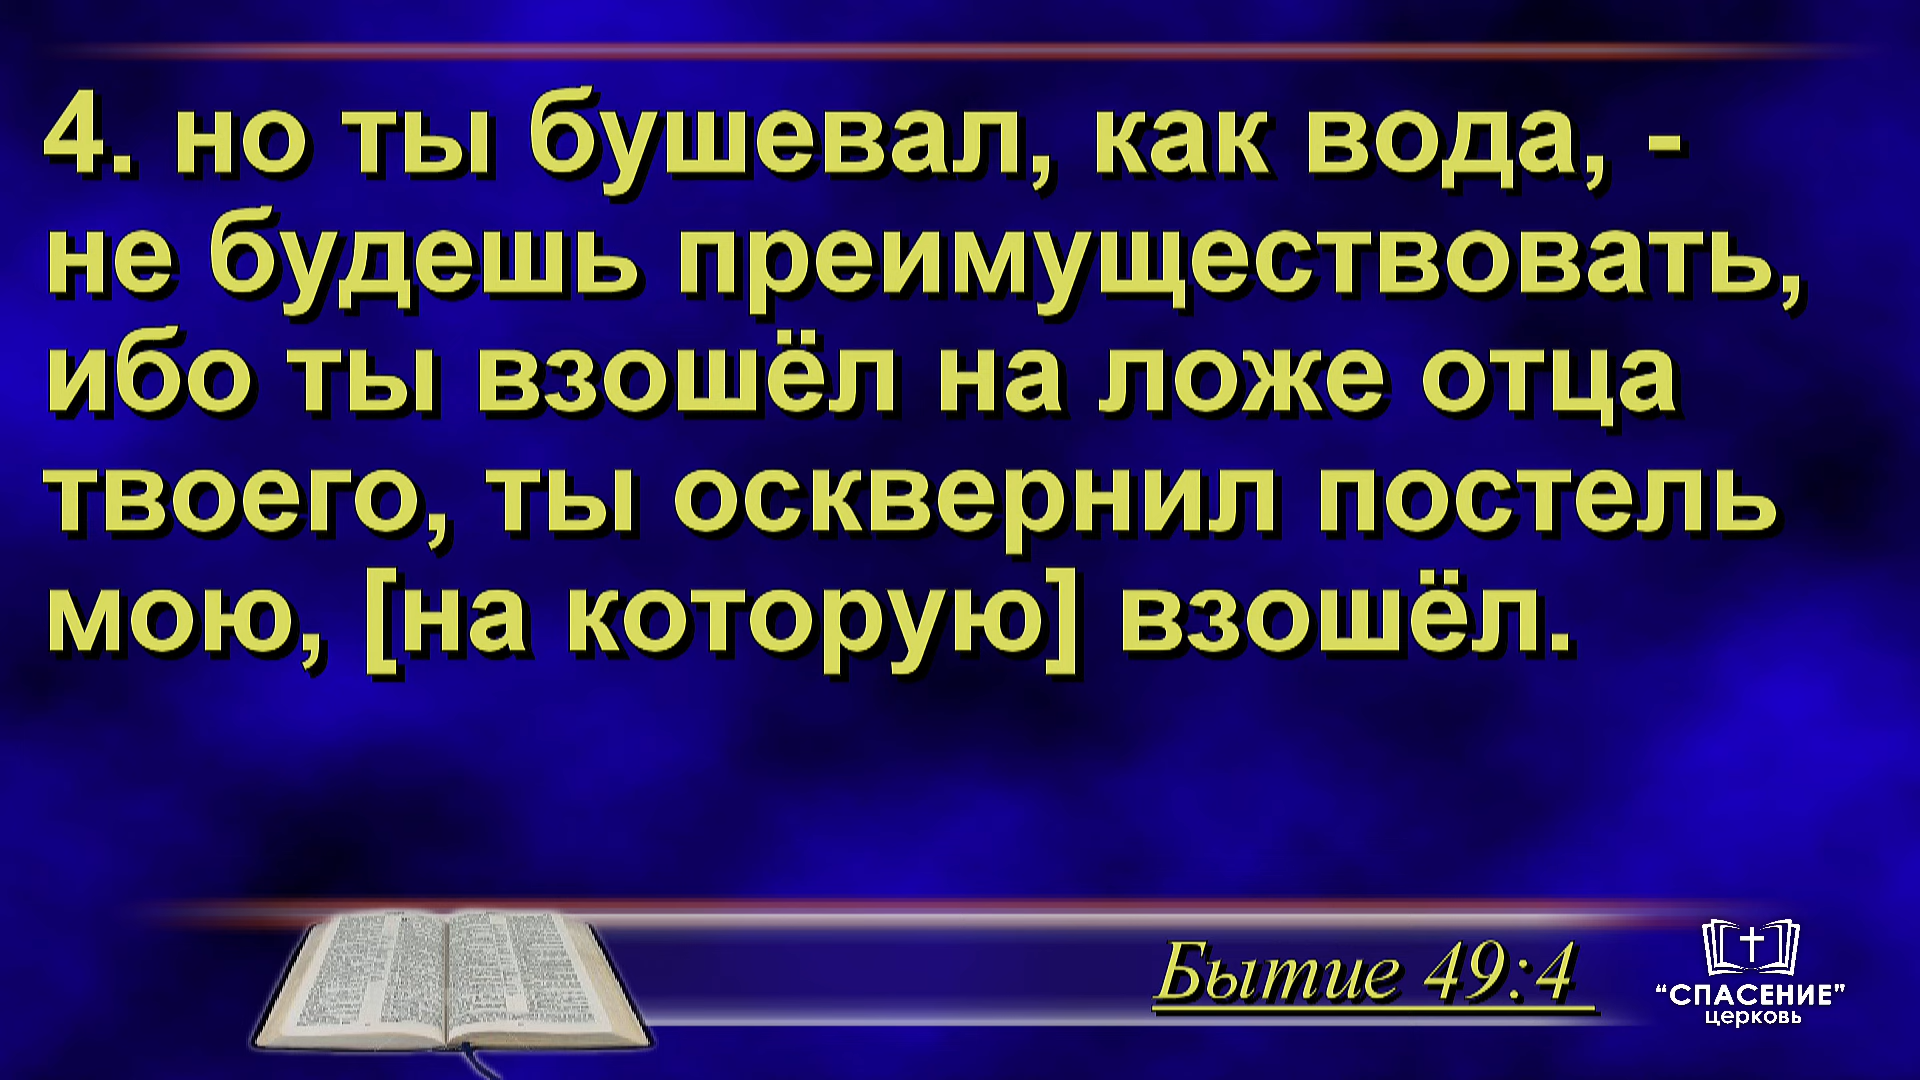 4. но ты бушевал, как вода, -
не будешь преимуществовать,
ибо ты взошёл на ложе отца
твоего, ты осквернил постель
мою, [на которую] взошёл.
Бытие 49:4
“СПАСЕНИЕ”
церковь